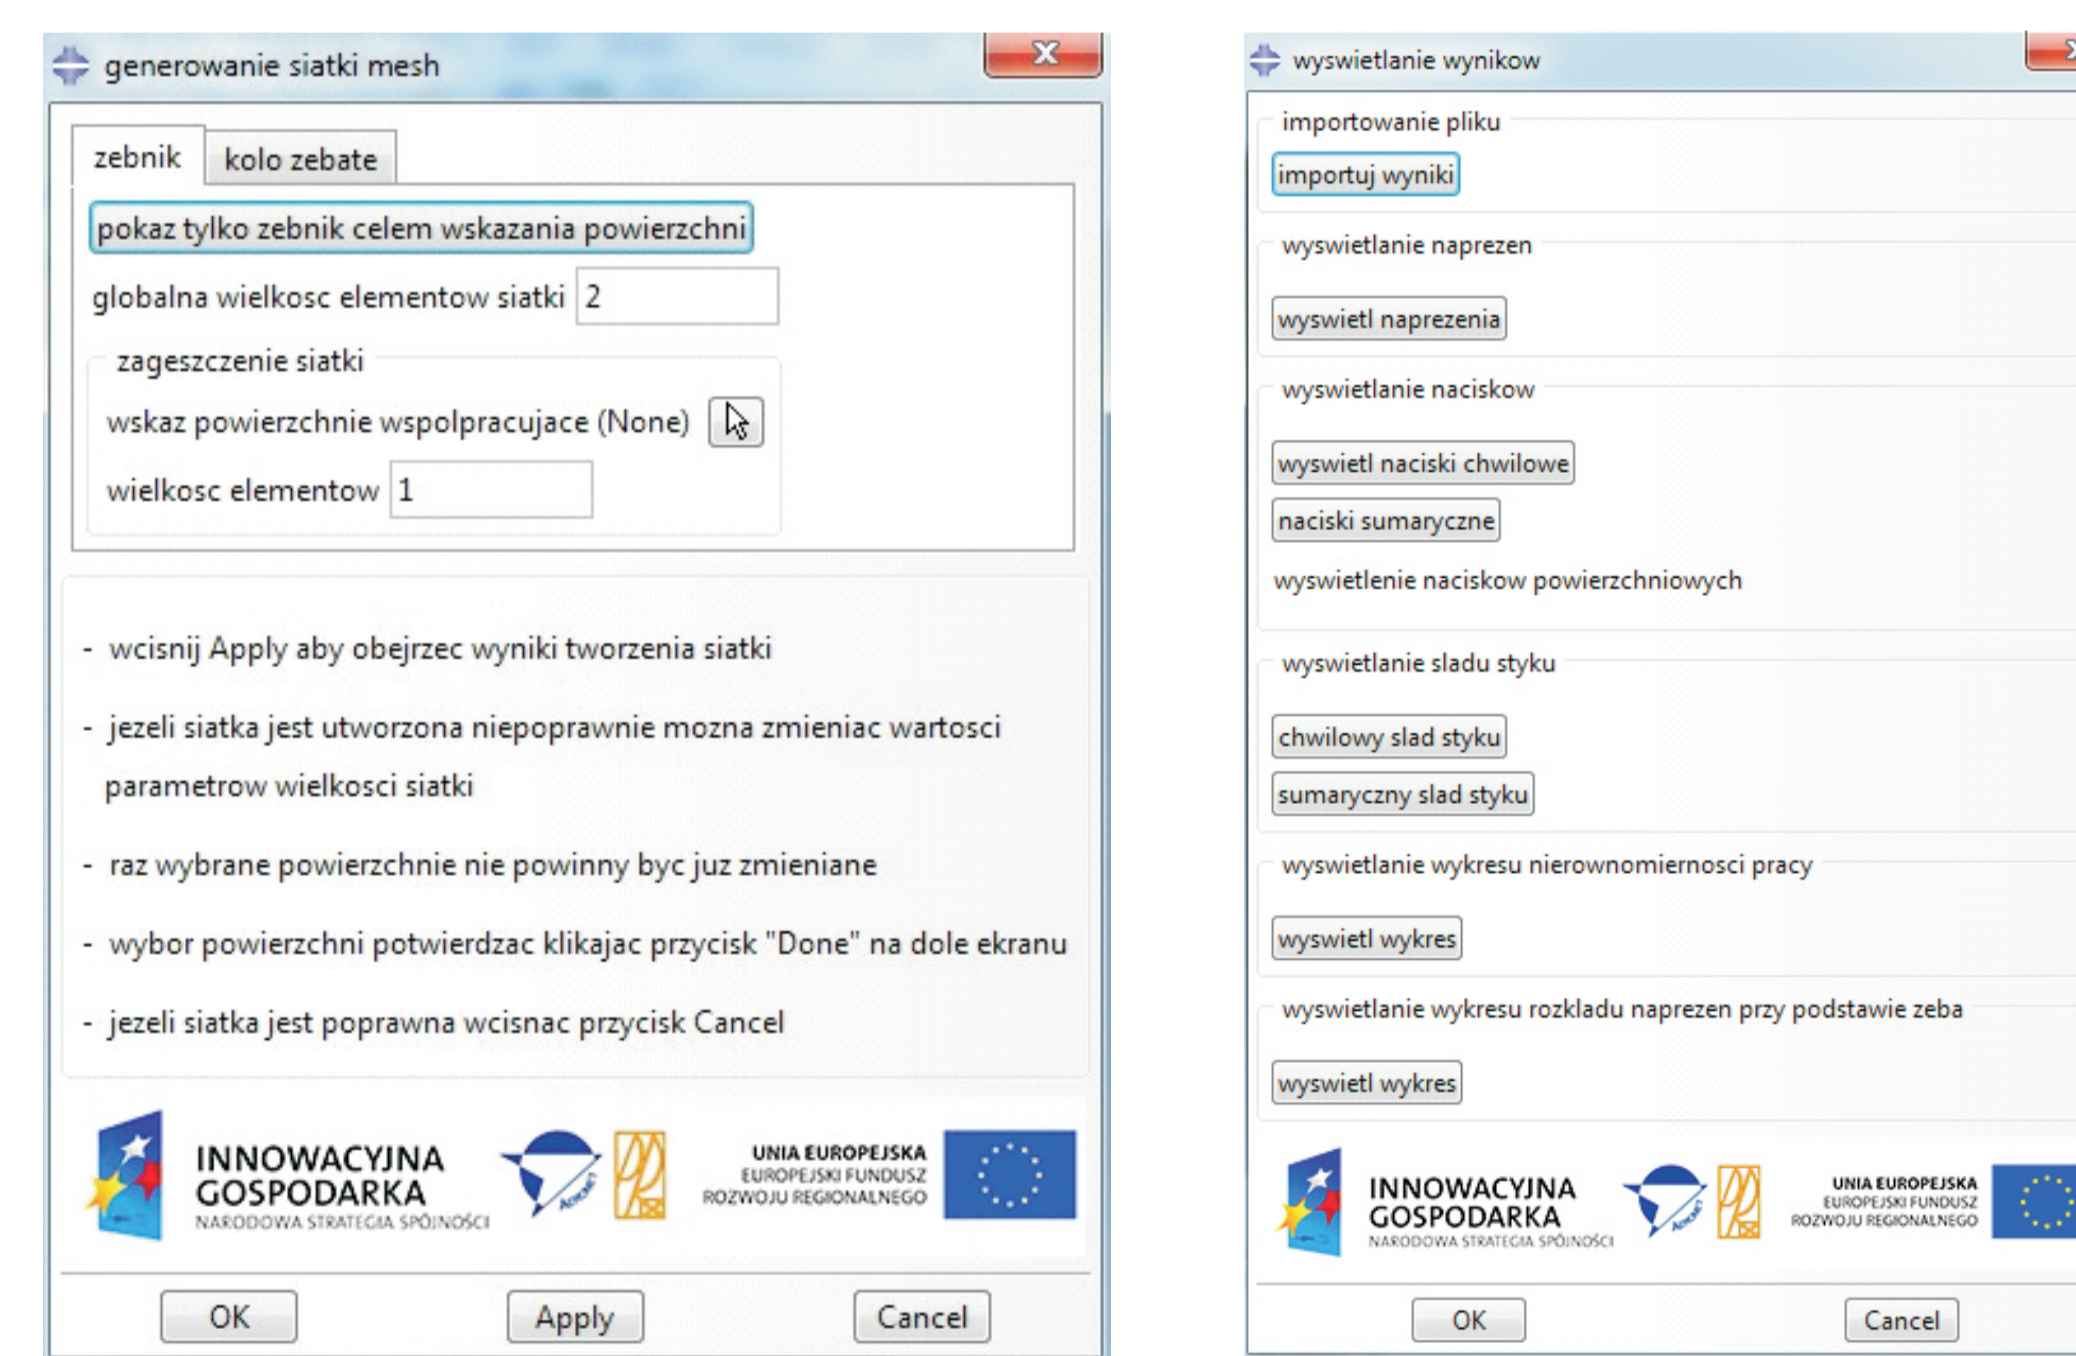 generowanie siatki mesh
zebnik
kolo zebate
pokaz tylko zebnik celem wskazania powierzchni
globalna wielkosc elementow siatki 2
zageszczenie siatki
wskaz powierzchnie wspolpracujace (None)
wielkosc elementow 1
- wcisnij Apply aby obejrzec wyniki tworzenia siatki
- jezeli siatka jest utworzona niepoprawnie mozna zmieniac wartosci
parametrow wielkosci siatki
- raz wybrane powierzchnie nie powinny byc juz zmieniane
- wybor powierzchni potwierdzac klikajac przycisk "Done" na dole ekranu
- jezeli siatka jest poprawna wcisnac przycisk Cancel
INNOWACYJNA
GOSPODARKA
NARODOWA STRATEGIA SPÓJNOŚCI
UNIA EUROPEJSKA
EUROPEJSKI FUNDUSZ
ROZWOJU REGIONALNEGO
OK
Apply
Cancel
wyswietlanie wynikow
importowanie pliku
importuj wyniki
wyswietlanie naprezen
wyswietl naprezenia
wyswietlanie naciskow
wyswietl naciski chwilowe
naciski sumaryczne
wyswietlenie naciskow powierzchniowych
wyswietlanie sladu styku
chwilowy slad styku
sumaryczny slad styku
wyswietlanie wykresu nierownomiernosci pracy
wyswietl wykres
wyswietlanie wykresu rozkladu naprezen przy podstawie zeba
wyswietl wykres
INNOWACYJNA
GOSPODARKA
NARODOWA STRATEGIA SPÓJNOŚCI
UNIA EUROPEJSKA
EUROPEJSKI FUNDUSZ
ROZWOJU REGIONALNEGO
OK
Cancel